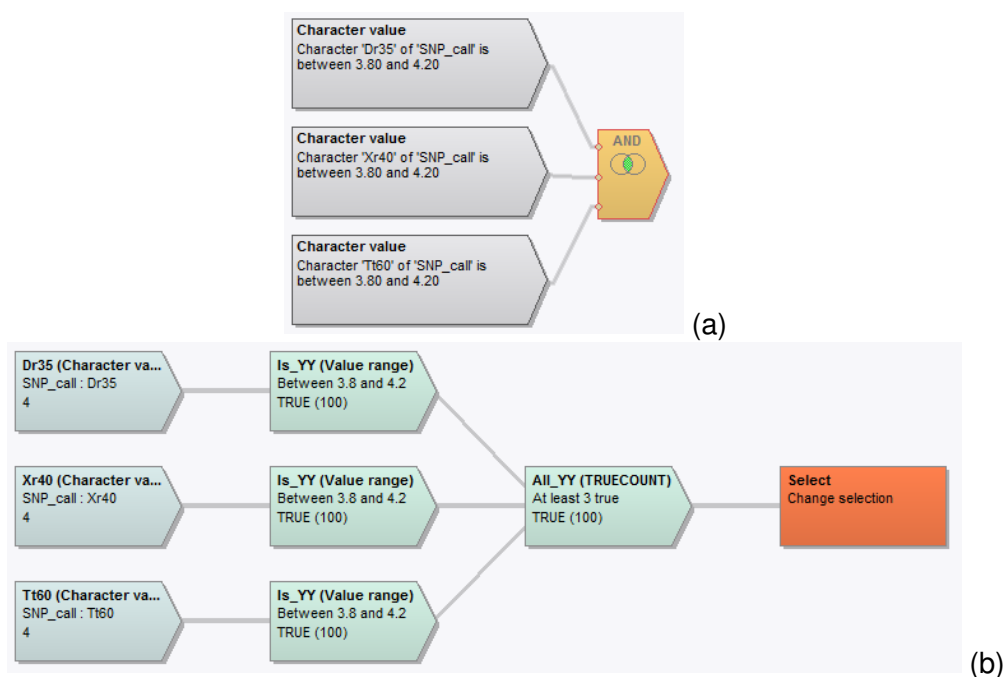 Character value
Character 'Dr35' of 'SNP_call' is
between 3.80 and 4.20
Character value
Character 'Xr40' of 'SNP_call' is
between 3.80 and 4.20
AND
Character value
Character 'Tt60' of 'SNP_call' is
between 3.80 and 4.20
(a)
Dr35 (Character va...
SNP_call : Dr35
4
Is_YY (Value range)
Between 3.8 and 4.2
TRUE (100)
Xr40 (Character va...
SNP_call : Xr40
4
Is_YY (Value range)
Between 3.8 and 4.2
TRUE (100)
All_YY (TRUECOUNT)
At least 3 true
TRUE (100)
Select
Change selection
Tt60 (Character va...
SNP_call : Tt60
4
Is_YY (Value range)
Between 3.8 and 4.2
TRUE (100)
(b)